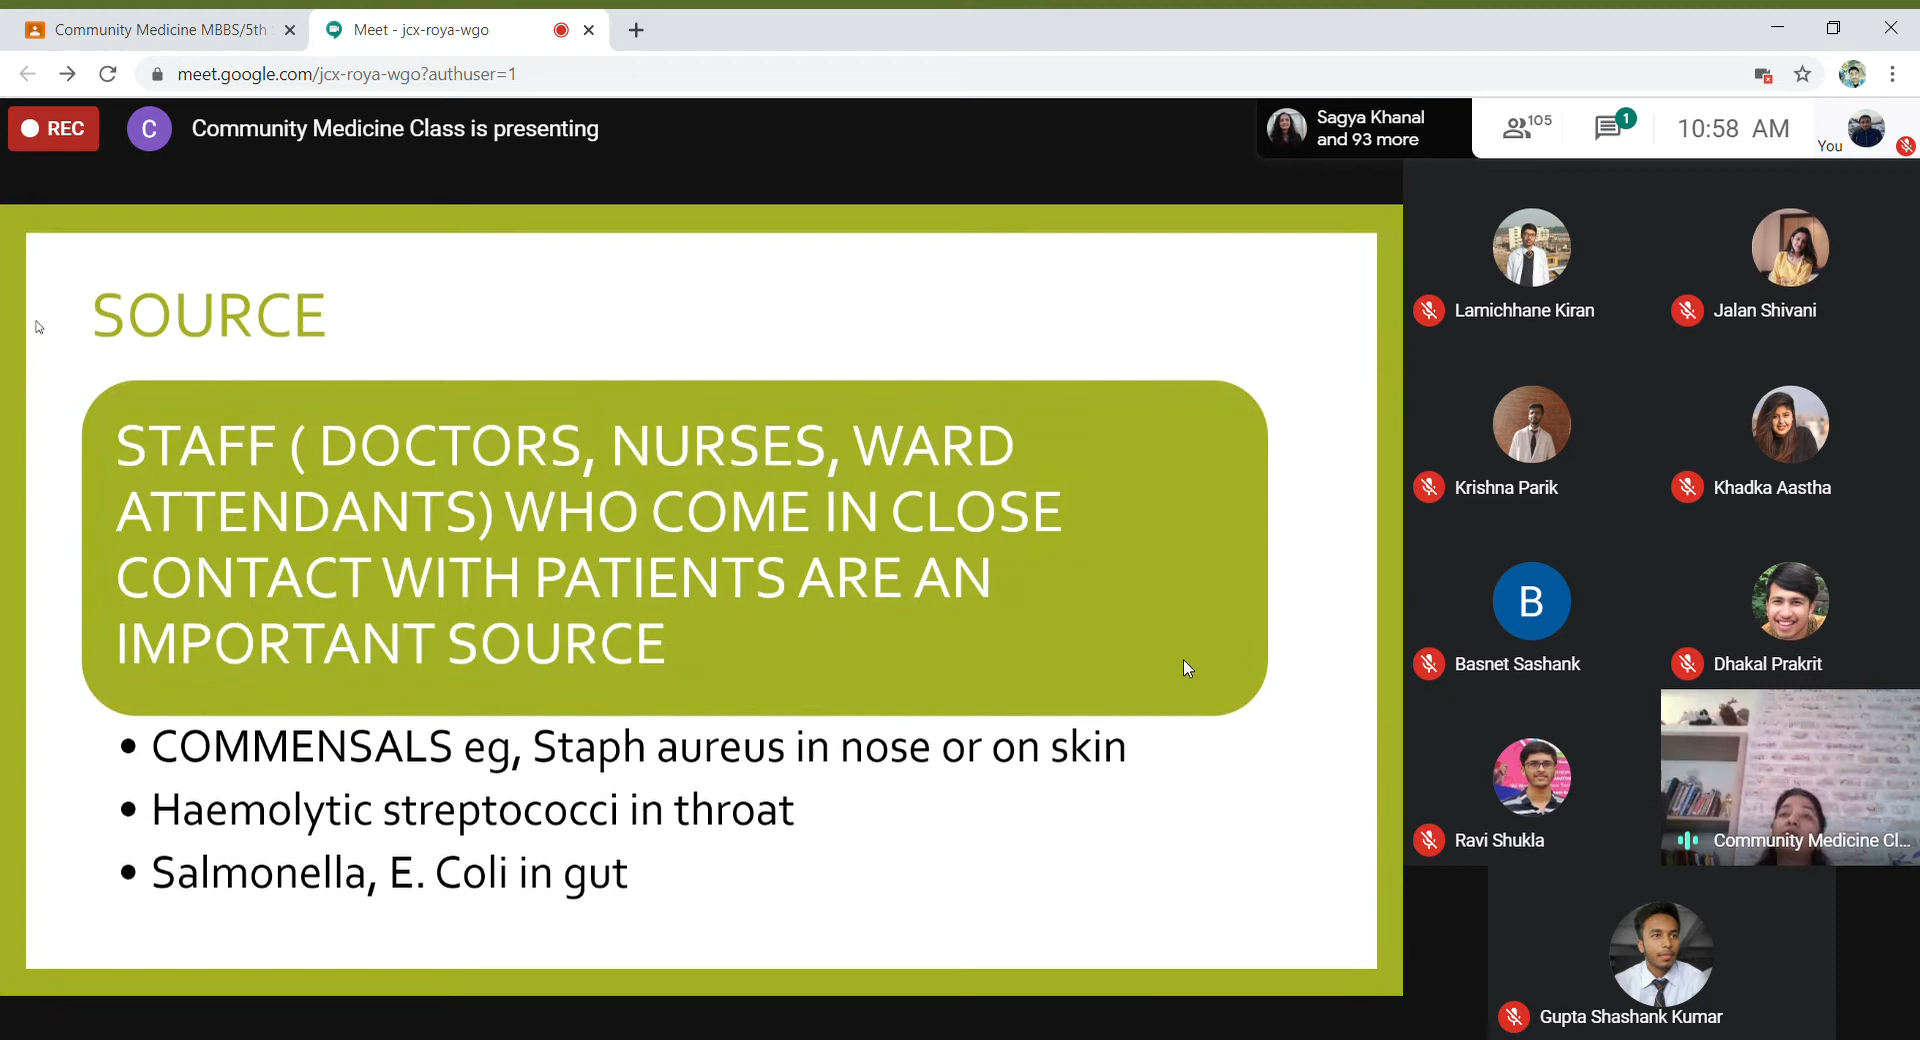 Community Medicine MBBS/5th
Meet - jcx-roya-wgo
meet.google.com/jcx-roya-wgo?authuser=1
REC
C
Community Medicine Class is presenting
Sagya Khanal
and 93 more
105
1
10:58 AM
You
SOURCE
STAFF ( DOCTORS, NURSES, WARD
ATTENDANTS) WHO COME IN CLOSE
CONTACT WITH PATIENTS ARE AN
IMPORTANT SOURCE
• COMMENSALS eg, Staph aureus in nose or on skin
• Haemolytic streptococci in throat
• Salmonella, E. Coli in gut
Lamichhane Kiran
Jalan Shivani
Krishna Parik
Khadka Aastha
B
Basnet Sashank
Dhakal Prakrit
Ravi Shukla
Community Medicine Cl...
Gupta Shashank Kumar